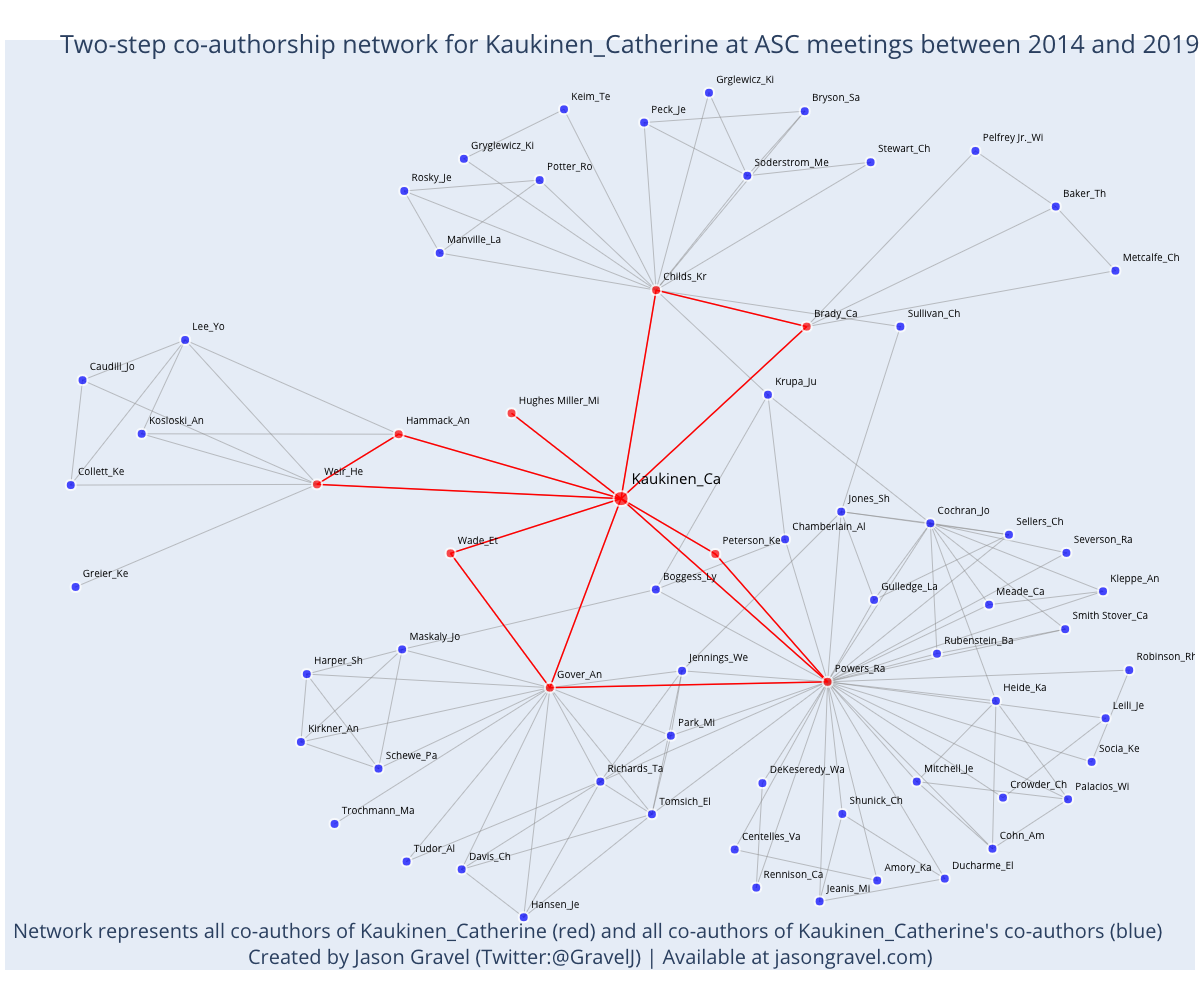 Two-step co-authorship network for Kaukinen_Catherine at ASC meetings between 2014 and 2019
Grglewicz_Ki
Keim_Te
Bryson_Sa
Peck_Je
Pelfrey Jr._Wi
Gryglewicz_Ki
Stewart_Ch
Potter_Ro
Soderstrom_Me
Rosky_Je
Baker_Th
Manville_La
Metcalfe_Ch
Childs_Kr
Brady_Ca
Sullivan_Ch
Lee_Yo
Caudill_Jo
Krupa_Ju
Hughes Miller_Mi
Kosloski_An
Hammack_An
Collett_Ke
Weir_He
Kaukinen_Ca
Jones_Sh
Cochran_Jo
Chamberlain_Al
Sellers_Ch
Wade_Et
Peterson_Ke
Severson_Ra
Greier_Ke
Boggess_Ly
Gulledge_La
Meade_Ca
Kleppe_An
Smith Stover_Ca
Maskaly_Jo
Rubenstein_Ba
Harper_Sh
Jennings_We
Gover_An
Powers_Ra
Robinson_Rh
Heide_Ka
Leili_Je
Kirkner_An
Park_Mi
Schewe_Pa
Socia_Ke
Richards_Ta
DeKeseredy_Wa
Mitchell_Je
Crowder_Ch
Palacios_Wi
Trochmann_Ma
Tomsich_El
Shunick_Ch
Centelles_Va
Cohn_Am
Tudor_Al
Davis_Ch
Rennison_Ca
Amory_Ka
Ducharme_El
Jeanis_Mi
Hansen_Je
Network represents all co-authors of Kaukinen_Catherine (red) and all co-authors of Kaukinen_Catherine's co-authors (blue)
Created by Jason Gravel (Twitter:@GravelJ) | Available at jasongravel.com)